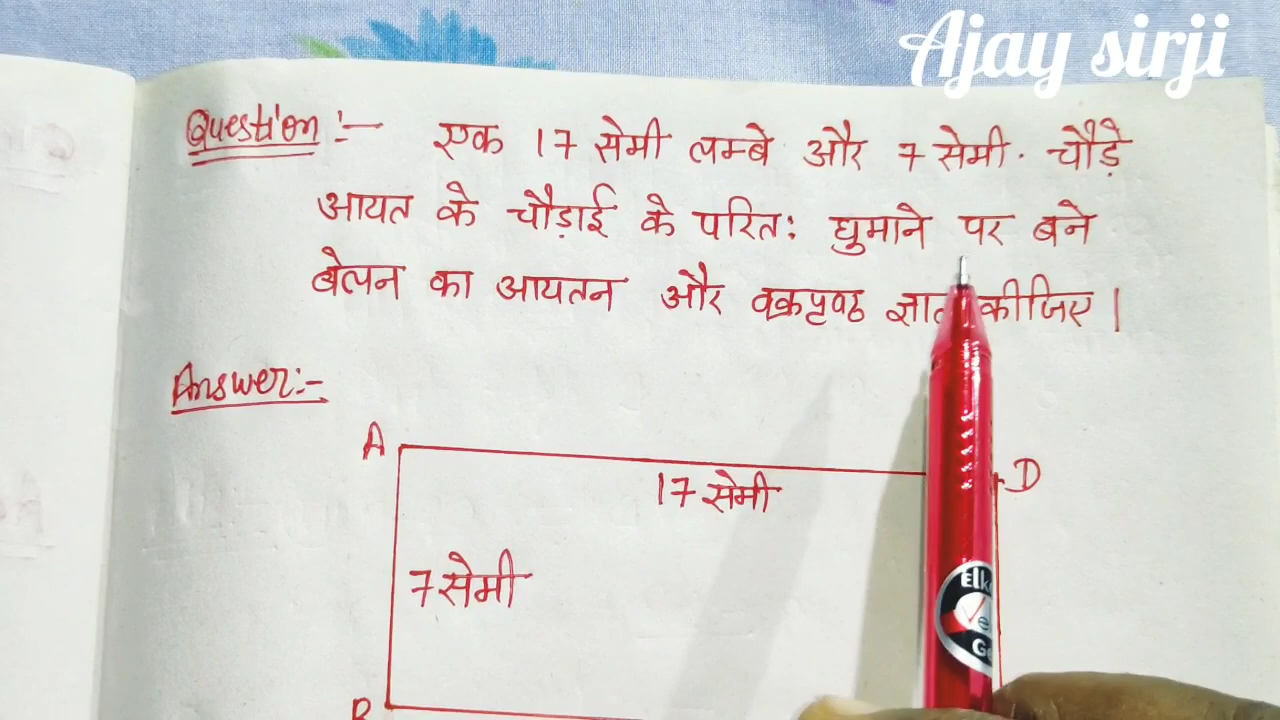 Ajay sirji
Question :- एक 17 सेमी लम्बे और 7 सेमी. चौड़े
आयत के चौड़ाई के परितः घुमाने पर बने
बेलन का आयतन और वक्रपृष्ठ ज्ञात कीजिए।
Answer:-
A
17 सेमी
D
7 सेमी
B